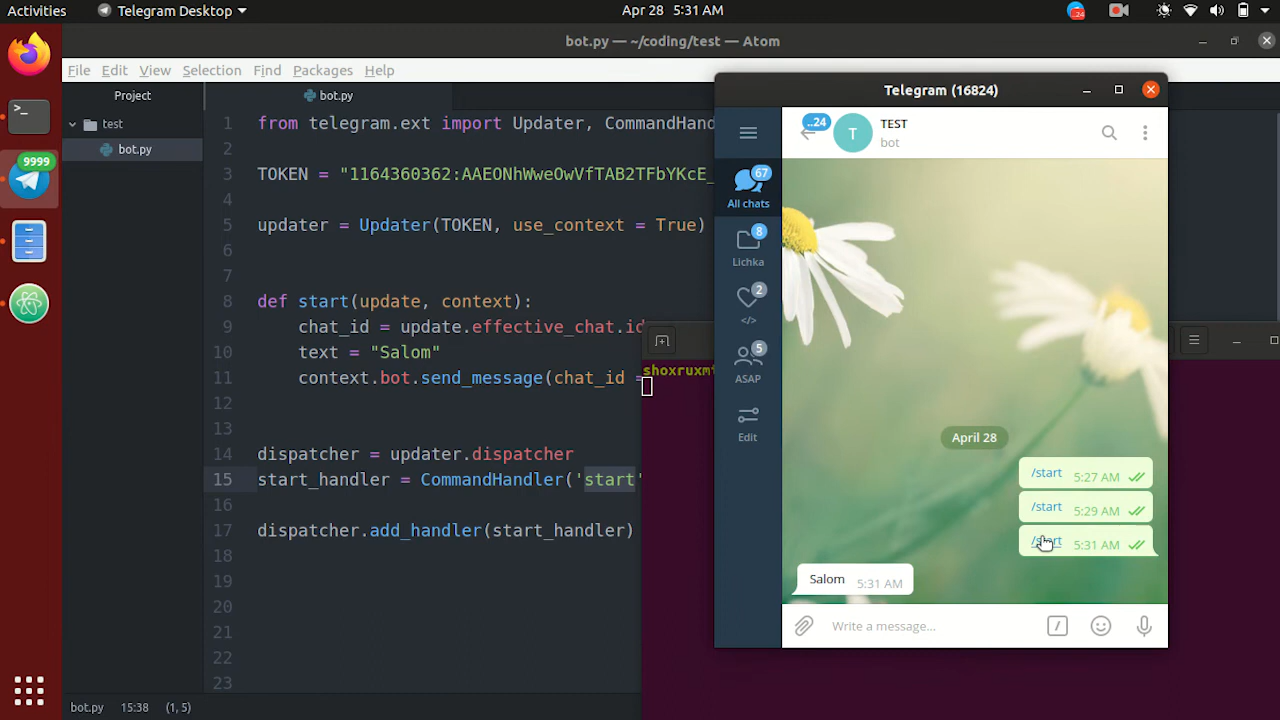 Activities
Telegram Desktop
Apr 28 5:31 AM
24
bot.py — ~/coding/test — Atom
File Edit View Selection Find Packages Help
Project
bot.py
test
bot.py
9999
1 from telegram.ext import Updater, CommandHand
2
3 TOKEN = "1164360362:AAEONhWweOwVfTAB2TFbYKcE_
4
5 updater = Updater(TOKEN, use_context = True)
6
7
8 def start(update, context):
9 chat_id = update.effective_chat.id
10 text = "Salom"
11 context.bot.send_message(chat_id =
12
13
14 dispatcher = updater.dispatcher
15 start_handler = CommandHandler('start'
16
17 dispatcher.add_handler(start_handler)
18
19
20
21
22
23
bot.py 15:38 (1, 5)
shoxruxm
Telegram (16824)
..24
T
TEST
bot
67
All chats
8
Lichka
2
</>
5
ASAP
Edit
April 28
/start 5:27 AM
/start 5:29 AM
/start 5:31 AM
Salom 5:31 AM
Write a message...